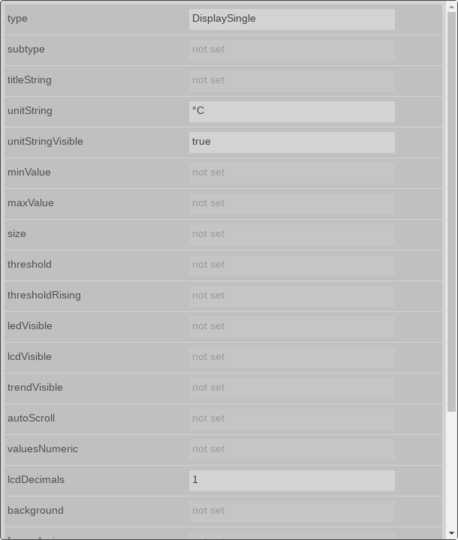 type DisplaySingle
subtype not set
titleString not set
unitString °C
unitStringVisible true
minValue not set
maxValue not set
size not set
threshold not set
thresholdRising not set
ledVisible not set
lcdVisible not set
trendVisible not set
autoScroll not set
valuesNumeric not set
lcdDecimals 1
background not set